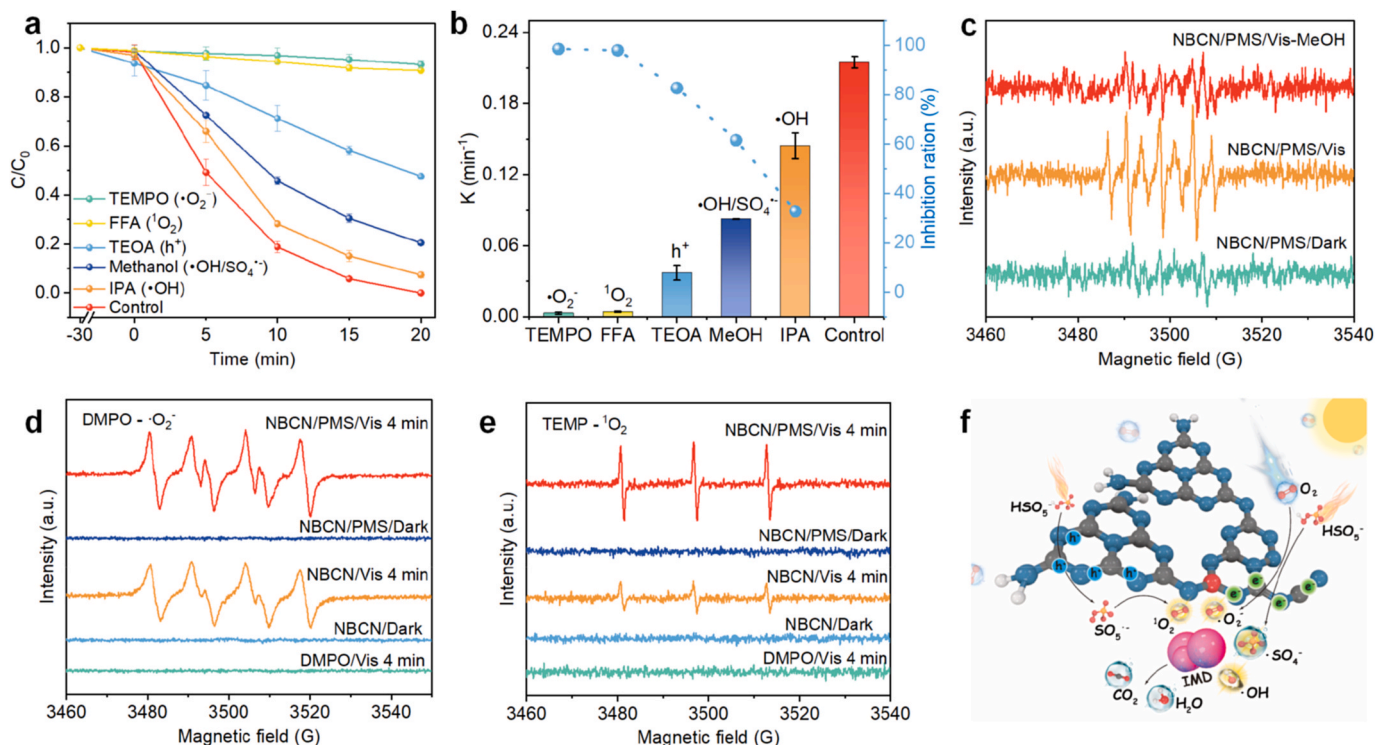 a
C/C₀
1.0
0.8
0.6
0.4
0.2
0.0
TEMPO (•O₂⁻)
FFA (¹O₂)
TEOA (h⁺)
Methanol (•OH/SO₄•⁻)
IPA (•OH)
Control
-30 0 5 10 15 20
Time (min)
b
K (min⁻¹)
0.24
0.18
0.12
0.06
0.00
•O₂⁻
¹O₂
h⁺
•OH/SO₄•⁻
•OH
TEMPO FFA TEOA MeOH IPA Control
100
90
80
70
60
50
40
30
20
10
0
Inhibition ration (%)
c
Intensity (a.u.)
NBCN/PMS/Vis-MeOH
NBCN/PMS/Vis
NBCN/PMS/Dark
3460 3480 3500 3520 3540
Magnetic field (G)
d
Intensity (a.u.)
DMPO - ·O₂⁻
NBCN/PMS/Vis 4 min
NBCN/PMS/Dark
NBCN/Vis 4 min
NBCN/Dark
DMPO/Vis 4 min
3460 3480 3500 3520 3540
Magnetic field (G)
e
Intensity (a.u.)
TEMP - ¹O₂
NBCN/PMS/Vis 4 min
NBCN/PMS/Dark
NBCN/Vis 4 min
NBCN/Dark
DMPO/Vis 4 min
3460 3480 3500 3520 3540
Magnetic field (G)
f
O₂
HSO₅⁻
HSO₅⁻
h⁺
h⁺
h⁺
h⁺
e⁻
e⁻
e⁻
e⁻
SO₅·⁻
¹O₂
·O₂⁻
·SO₄⁻
IMD
·OH
CO₂
H₂O